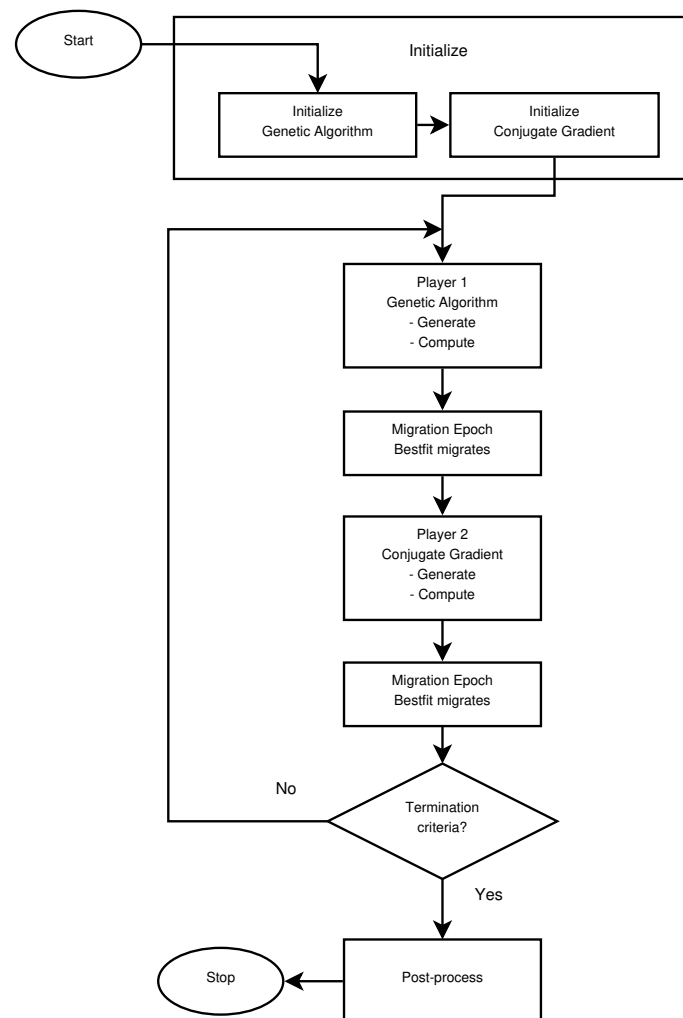 Start
Initialize
Initialize
Genetic Algorithm
Initialize
Conjugate Gradient
Player 1
Genetic Algorithm
- Generate
- Compute
Migration Epoch
Bestfit migrates
Player 2
Conjugate Gradient
- Generate
- Compute
Migration Epoch
Bestfit migrates
No
Termination
criteria?
Yes
Stop
Post-process